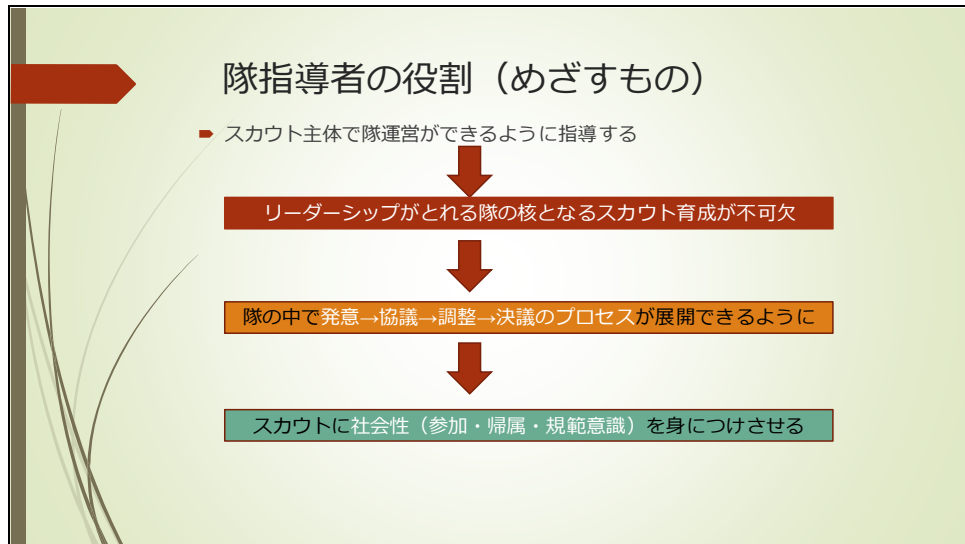 隊指導者の役割（めざすもの）
スカウト主体で隊運営ができるように指導する
リーダーシップがとれる隊の核となるスカウト育成が不可欠
隊の中で発意→協議→調整→決議のプロセスが展開できるように
スカウトに社会性（参加・帰属・規範意識）を身につけさせる